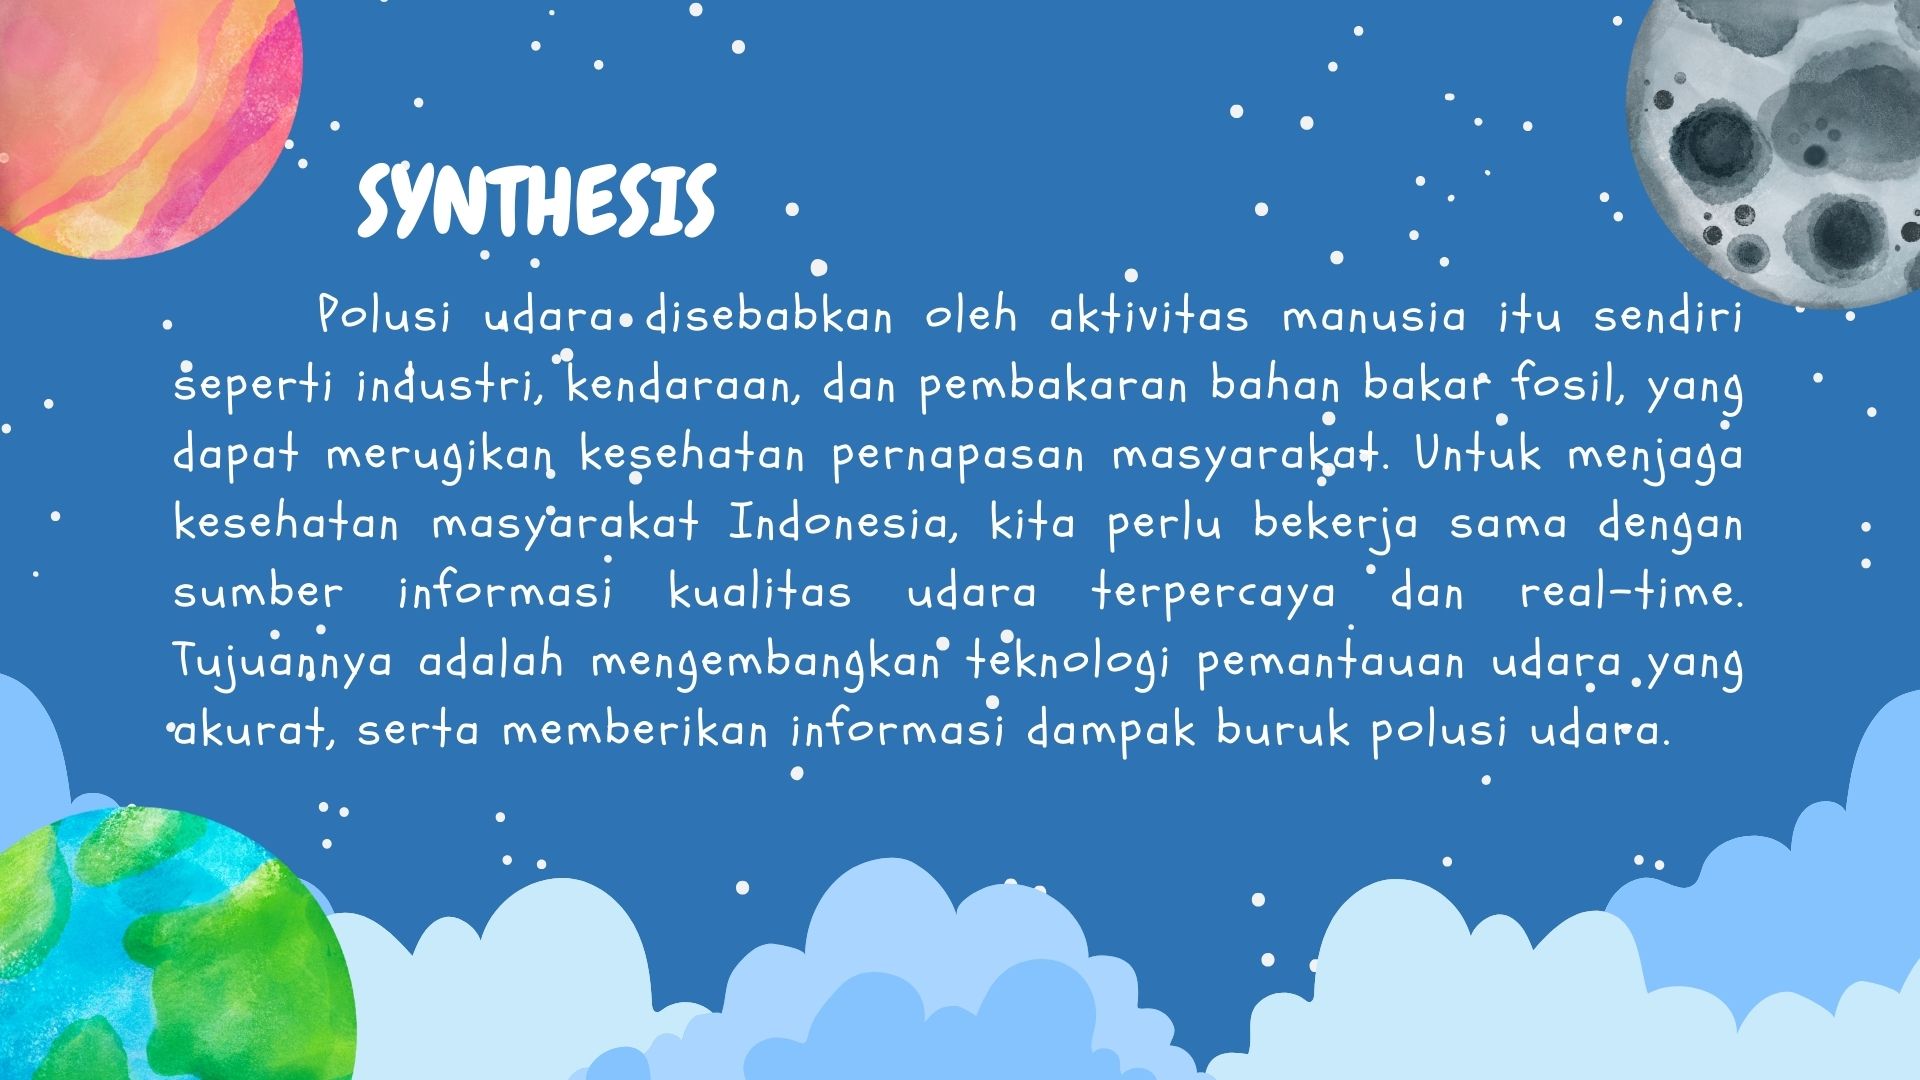 SYNTHESIS
Polusi udara disebabkan oleh aktivitas manusia itu sendiri
seperti industri, kendaraan, dan pembakaran bahan bakar fosil, yang
dapat merugikan kesehatan pernapasan masyarakat. Untuk menjaga
kesehatan masyarakat Indonesia, kita perlu bekerja sama dengan
sumber informasi kualitas udara terpercaya dan real-time.
Tujuannya adalah mengembangkan teknologi pemantauan udara yang
akurat, serta memberikan informasi dampak buruk polusi udara.